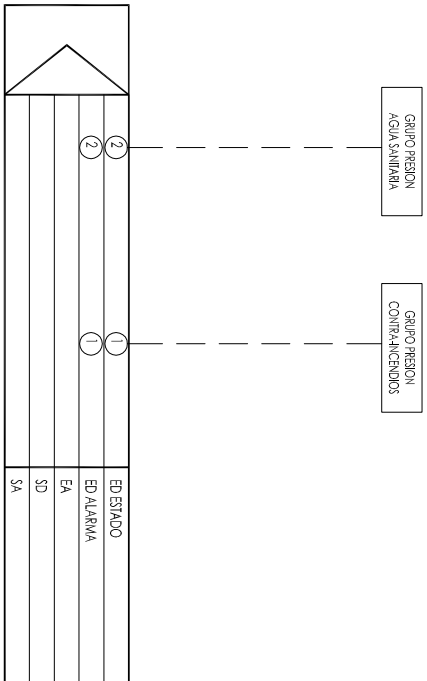 GRUPO PRESION
AGUA SANITARIA
GRUPO PRESION
CONTRA-INCENDIOS
2
1
ED ESTADO
2
1
ED ALARMA
EA
SD
SA